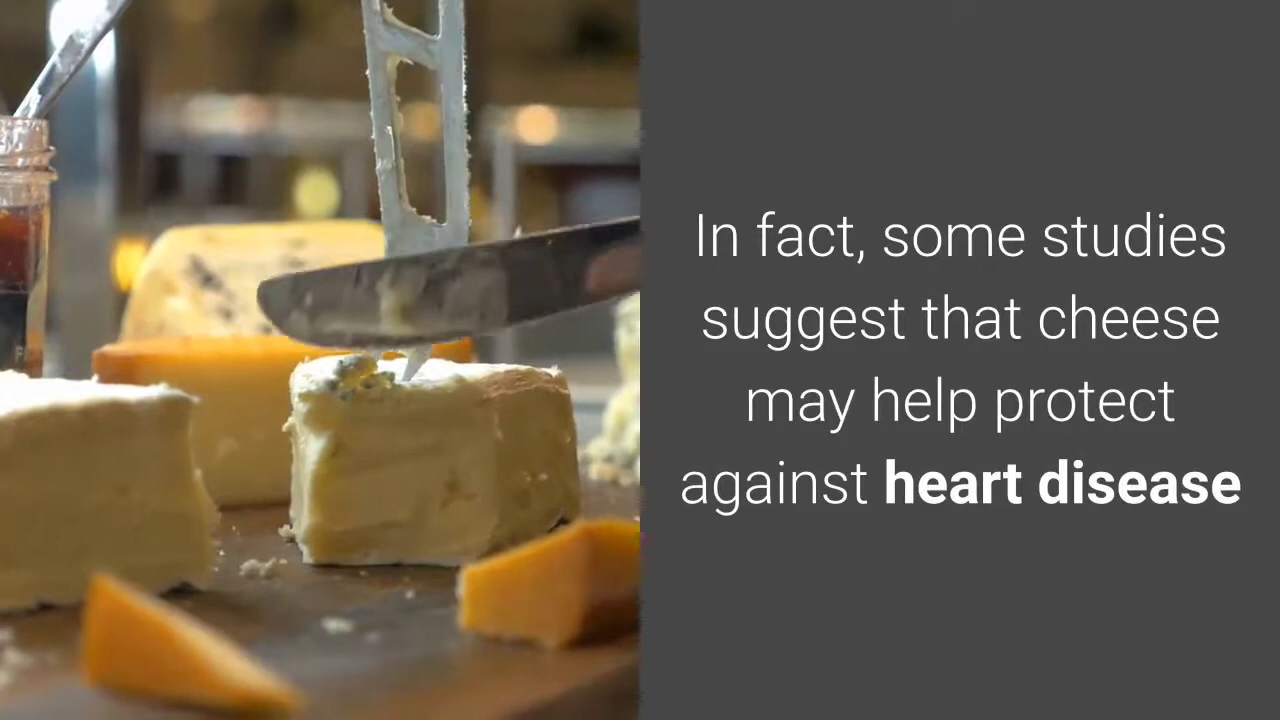 In fact, some studies
suggest that cheese
may help protect
against heart disease